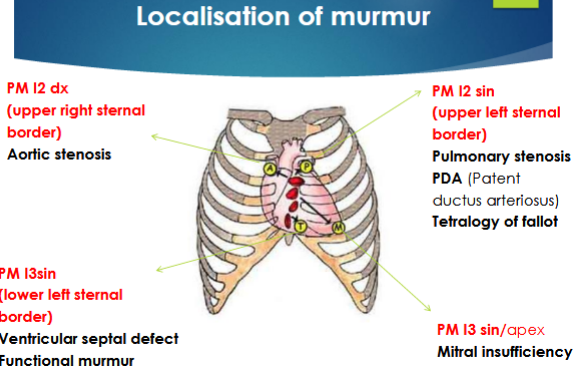 Localisation of murmur
PM I2 dx
(upper right sternal
border)
Aortic stenosis
PM I2 sin
(upper left sternal
border)
Pulmonary stenosis
PDA (Patent
ductus arteriosus)
Tetralogy of fallot
A
P
T
M
PM I3sin
(lower left sternal
border)
Ventricular septal defect
Functional murmur
PM I3 sin/apex
Mitral insufficiency